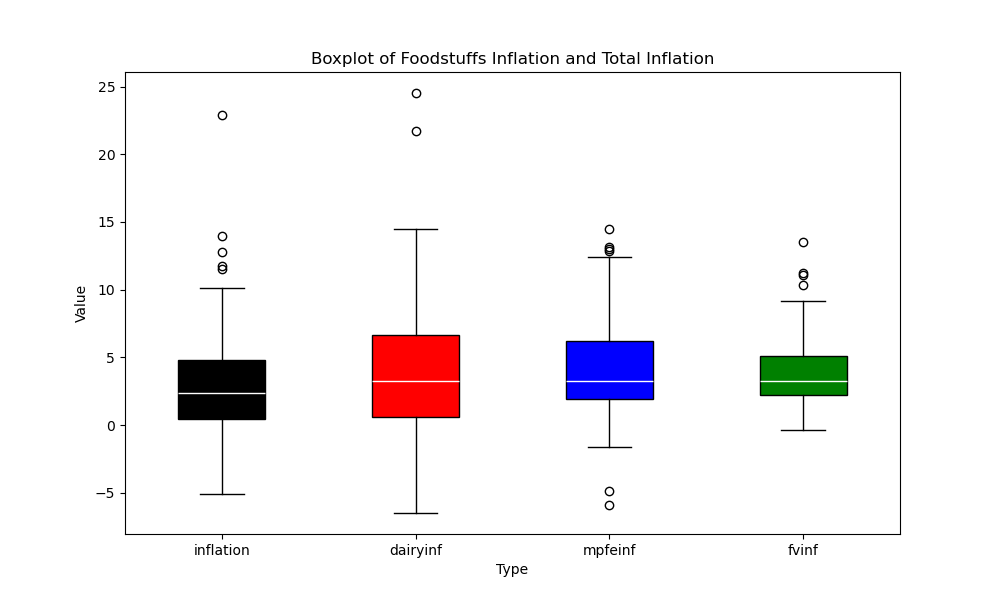 Boxplot of Foodstuffs Inflation and Total Inflation
25
20
15
10
5
0
−5
Value
inflation dairyinf mpfeinf fvinf
Type